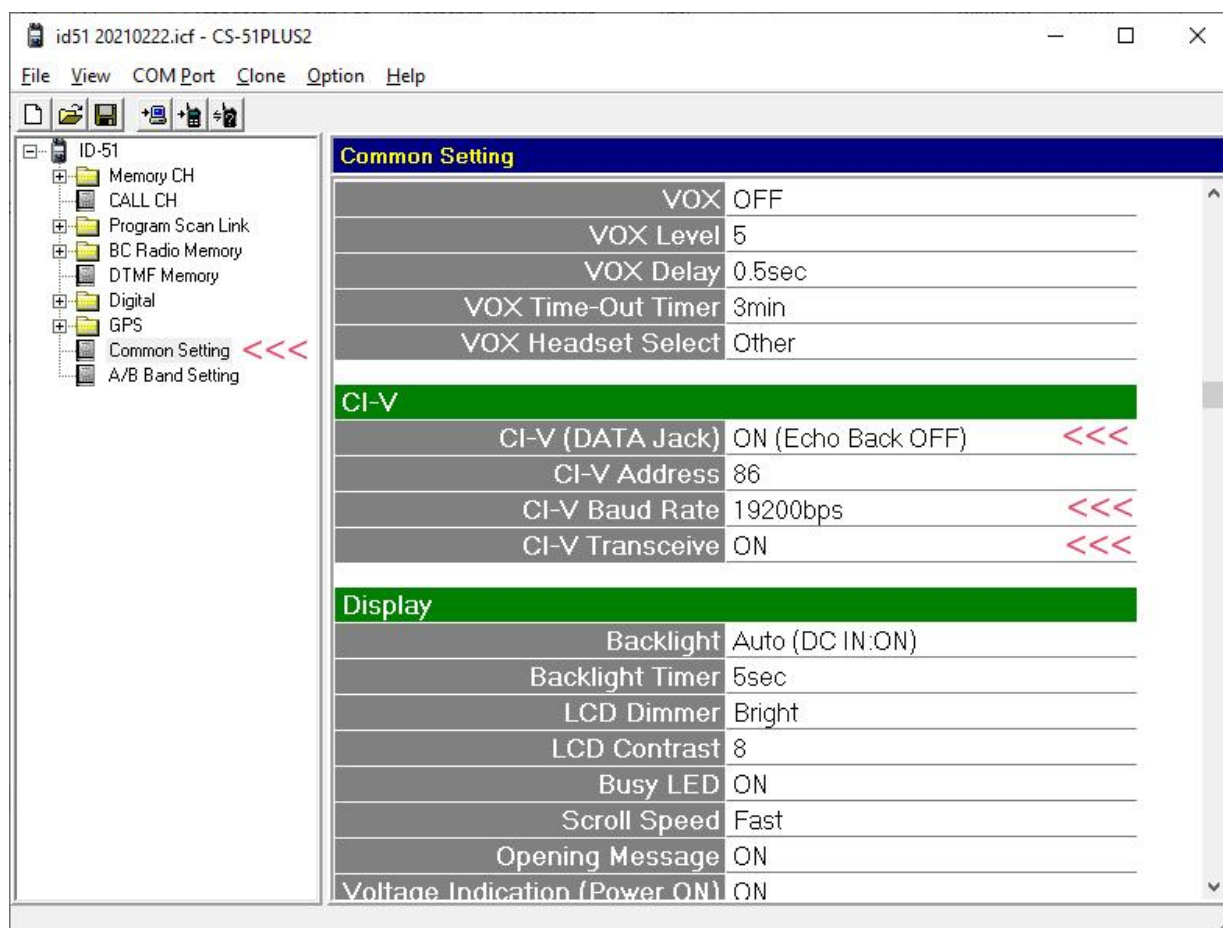 id51 20210222.icf - CS-51PLUS2
File View COM Port Clone Option Help
ID-51
Memory CH
CALL CH
Program Scan Link
BC Radio Memory
DTMF Memory
Digital
GPS
Common Setting <<<
A/B Band Setting
Common Setting
VOX OFF
VOX Level 5
VOX Delay 0.5sec
VOX Time-Out Timer 3min
VOX Headset Select Other
CI-V
CI-V (DATA Jack) ON (Echo Back OFF) <<<
CI-V Address 86
CI-V Baud Rate 19200bps <<<
CI-V Transceive ON <<<
Display
Backlight Auto (DC IN:ON)
Backlight Timer 5sec
LCD Dimmer Bright
LCD Contrast 8
Busy LED ON
Scroll Speed Fast
Opening Message ON
Voltage Indication (Power ON) ON